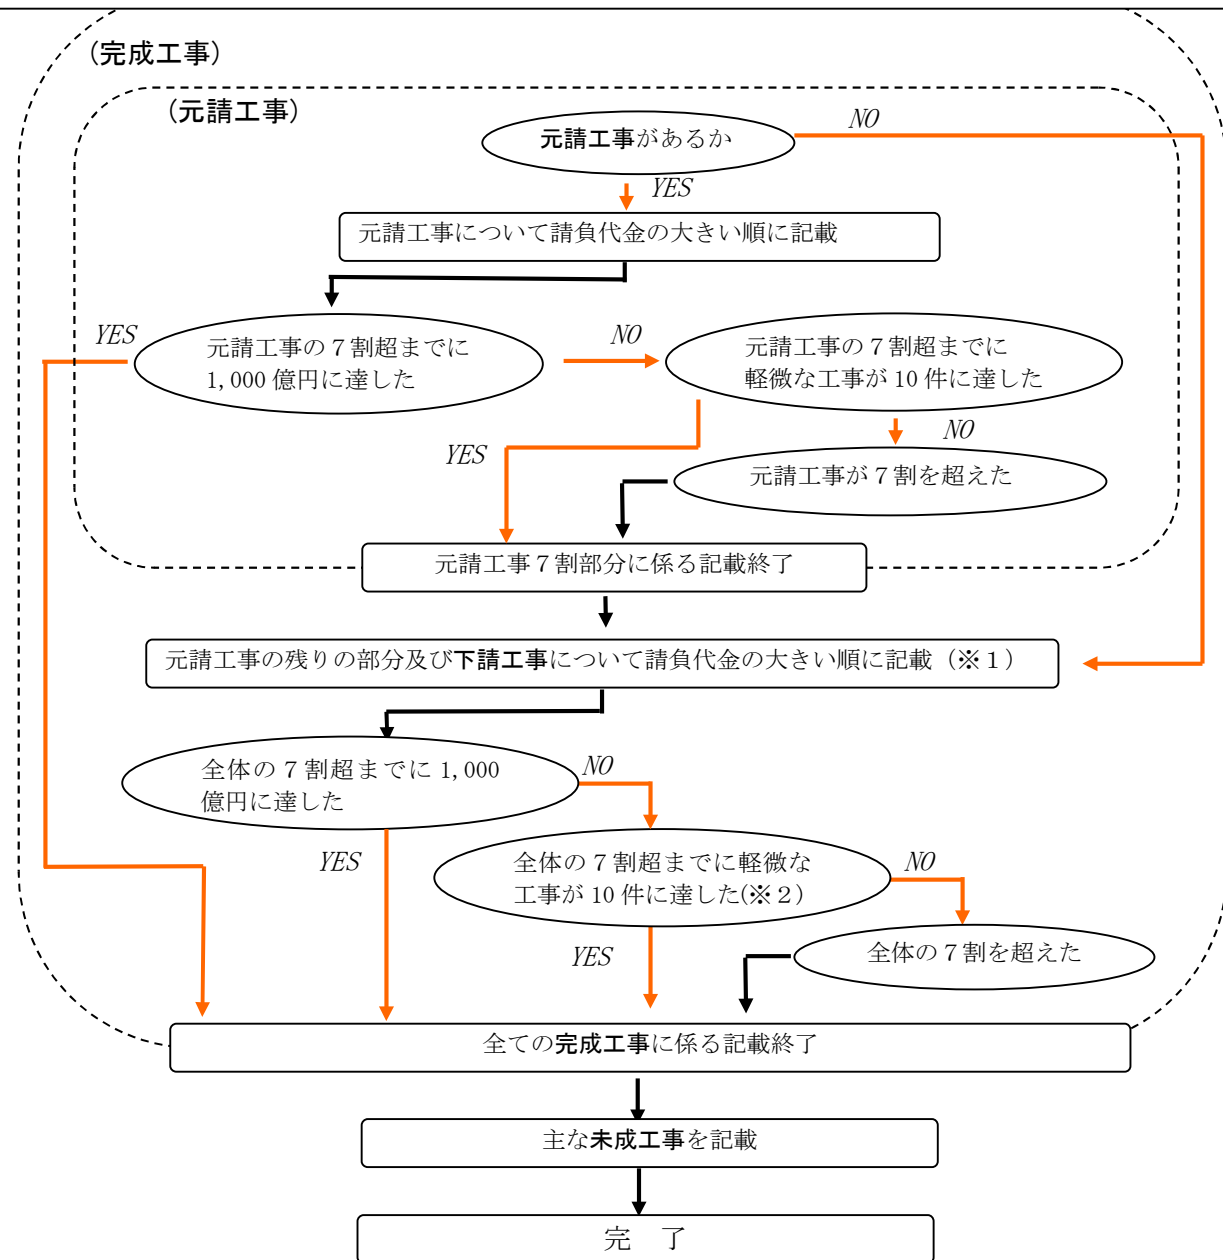 (完成工事)
(元請工事)
元請工事があるか
NO
YES
元請工事について請負代金の大きい順に記載
YES
元請工事の７割超までに
1,000 億円に達した
NO
元請工事の７割超までに
軽微な工事が 10 件に達した
YES
NO
元請工事が７割を超えた
元請工事７割部分に係る記載終了
元請工事の残りの部分及び下請工事について請負代金の大きい順に記載（※１）
全体の７割超までに 1,000
億円に達した
NO
YES
全体の７割超までに軽微な
工事が 10 件に達した(※２)
NO
YES
全体の７割を超えた
全ての完成工事に係る記載終了
主な未成工事を記載
完　了